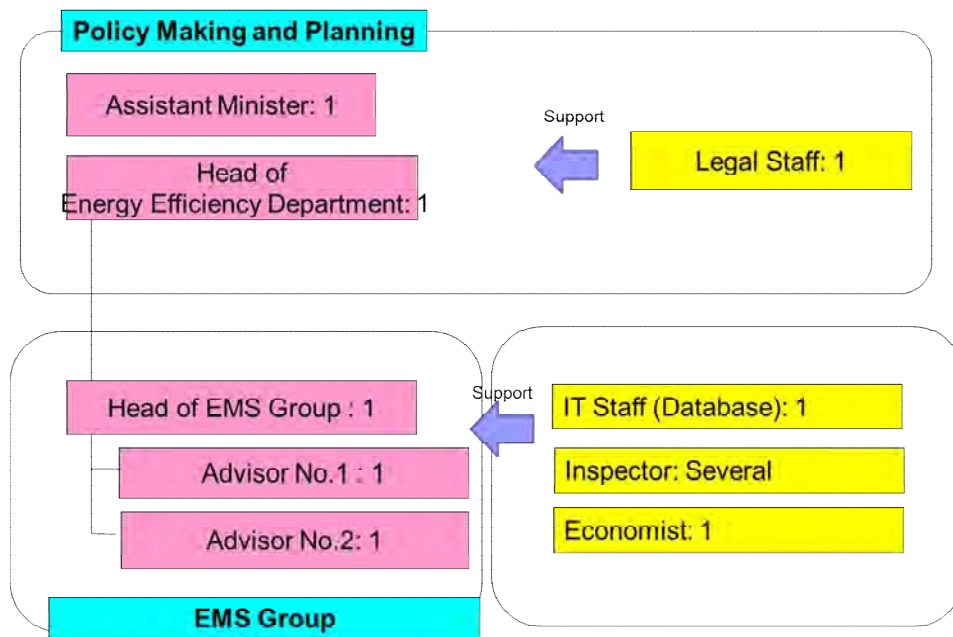 Policy Making and Planning
Assistant Minister: 1
Support
Legal Staff: 1
Head of
Energy Efficiency Department: 1
Head of EMS Group : 1
Support
IT Staff (Database): 1
Advisor No.1 : 1
Inspector: Several
Advisor No.2: 1
Economist: 1
EMS Group